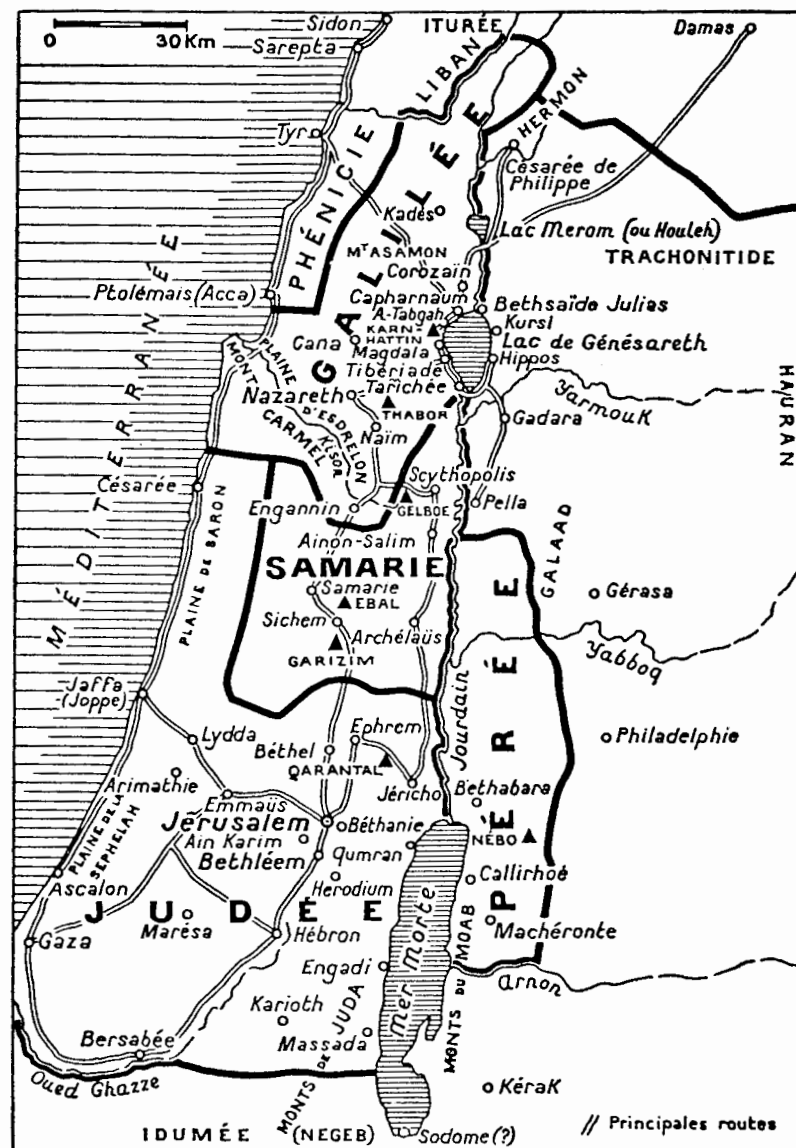 0 30 Km
Sidon
Sarepta
ITURÉE
LIBAN
Damas
HERMON
Tyr
PHÉNICIE
GALILÉE
Césarée de
Philippe
Kadès
Lac Merom (ou Houleh)
TRACHONITIDE
MT ASAMON
Corozaïn
Ptolémais (Acca)
Capharnaum
A-Tabgah
Bethsaïde Julias
KARN-
HATTIN
Kursi
Cana
Lac de Génésareth
Magdala
Hippos
Tibériade
Tarichée
MÉDITERRANÉE
MONT CARMEL
PLAINE D'ESDRELON
Nazareth
THABOR
Yarmouk
HAURAN
Gadara
Naïm
KISON
Scythopolis
Césarée
Engannin
GELBOÉ
Pella
PLAINE DE BARON
Ainon-Salim
SAMARIE
GALAAD
Samarie
EBAL
Gérasa
Sichem
Archélaüs
GARIZIM
Yabboq
Jaffa
(Joppe)
Jourdain
PÉRÉE
Lydda
Ephrem
Béthel
Philadelphie
QARANTAL
Arimathie
Jéricho
Béthabara
PLAINE DE LA
SEPHELAH
Emmaüs
Jérusalem
Béthanie
NÉBO
Ain Karim
Qumran
Bethléem
Ascalon
Herodium
Callirhoé
JUDÉE
Marésa
Machéronte
Gaza
Hébron
Mer morte
MONTS DU MOAB
Engadi
Arnon
Karioth
MONTS DE JUDA
Bersabée
Massada
Oued Ghazze
Kérak
IDUMÉE (NEGEB)
Sodome (?)
// Principales routes